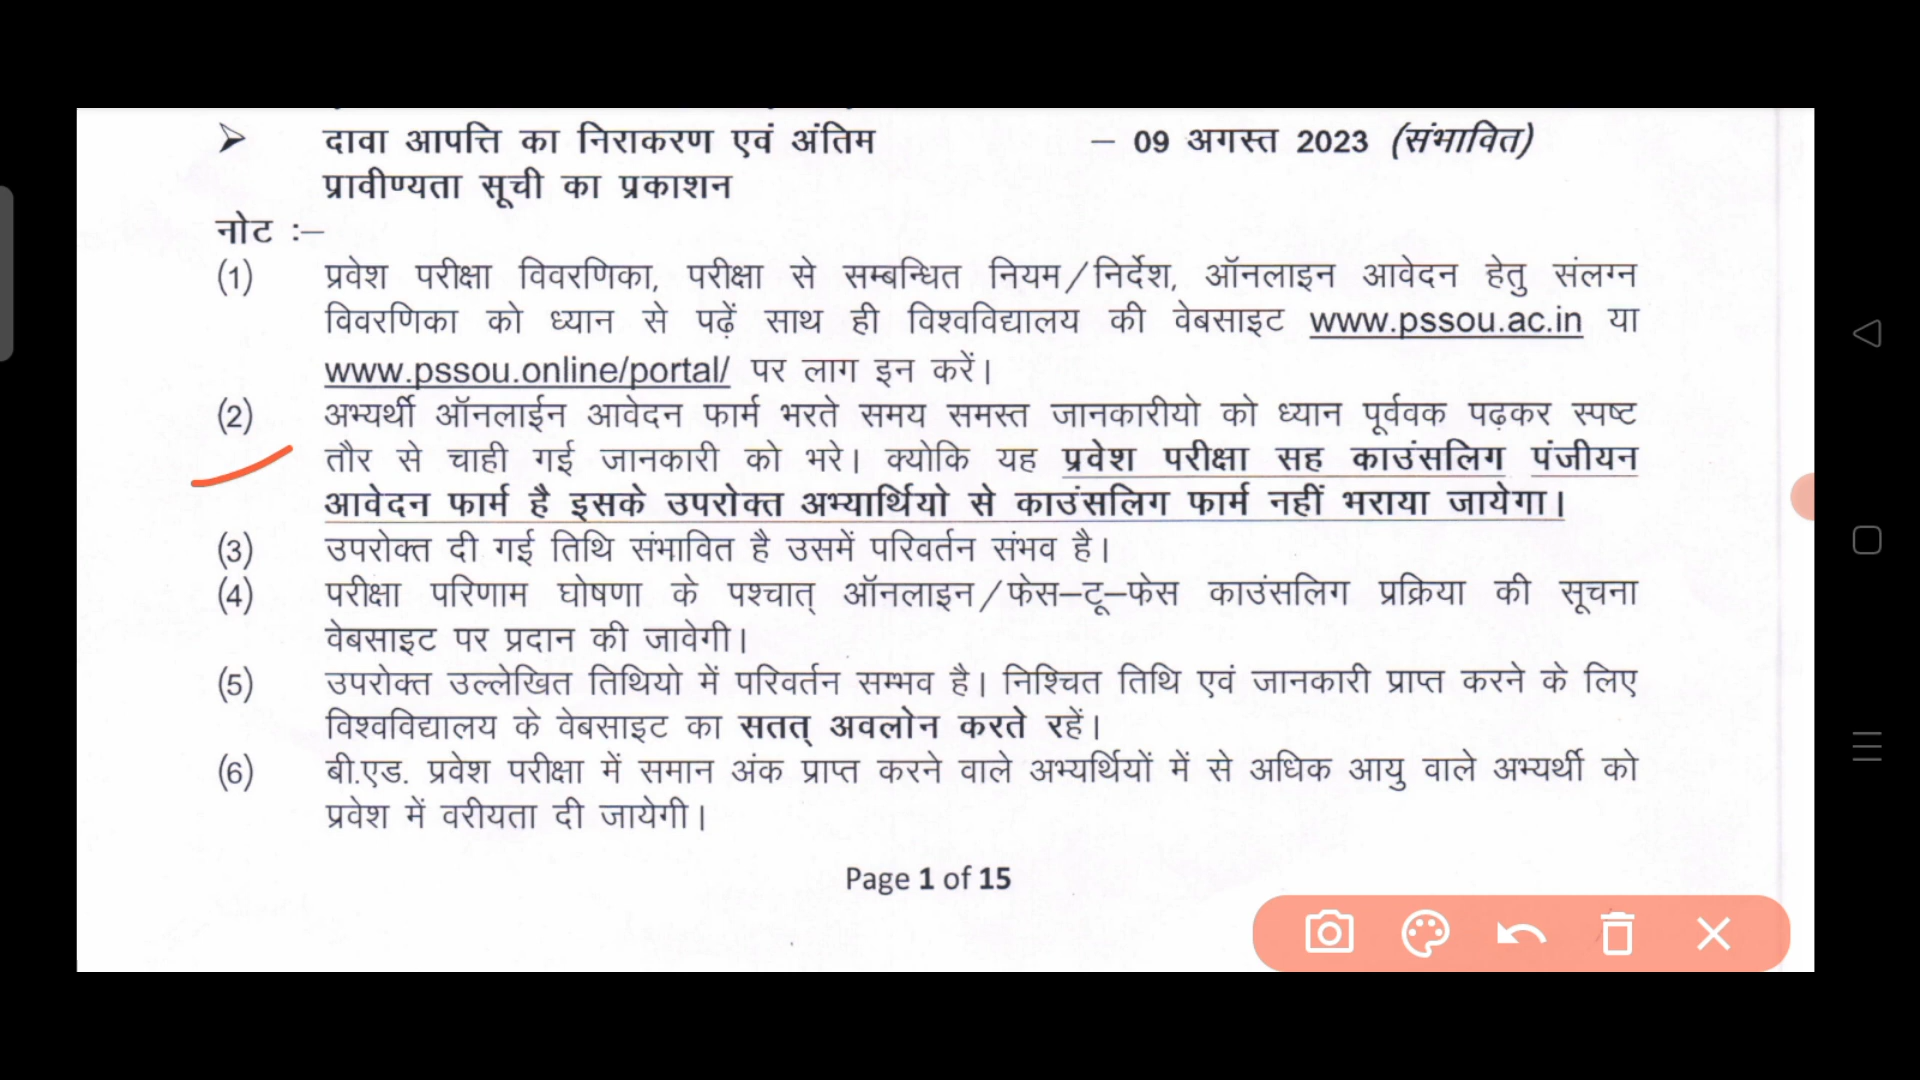 ➢ दावा आपत्ति का निराकरण एवं अंतिम – 09 अगस्त 2023 (संभावित)
प्रावीण्यता सूची का प्रकाशन
नोट :–
(1) प्रवेश परीक्षा विवरणिका, परीक्षा से सम्बन्धित नियम/निर्देश, ऑनलाइन आवेदन हेतु संलग्न
विवरणिका को ध्यान से पढ़ें साथ ही विश्वविद्यालय की वेबसाइट www.pssou.ac.in या
www.pssou.online/portal/ पर लाग इन करें।
(2) अभ्यर्थी ऑनलाईन आवेदन फार्म भरते समय समस्त जानकारीयो को ध्यान पूर्ववक पढ़कर स्पष्ट
तौर से चाही गई जानकारी को भरे। क्योकि यह प्रवेश परीक्षा सह काउंसलिग पंजीयन
आवेदन फार्म है इसके उपरोक्त अभ्यार्थियो से काउंसलिग फार्म नहीं भराया जायेगा।
(3) उपरोक्त दी गई तिथि संभावित है उसमें परिवर्तन संभव है।
(4) परीक्षा परिणाम घोषणा के पश्चात् ऑनलाइन/फेस–टू–फेस काउंसलिग प्रक्रिया की सूचना
वेबसाइट पर प्रदान की जावेगी।
(5) उपरोक्त उल्लेखित तिथियो में परिवर्तन सम्भव है। निश्चित तिथि एवं जानकारी प्राप्त करने के लिए
विश्वविद्यालय के वेबसाइट का सतत् अवलोन करते रहें।
(6) बी.एड. प्रवेश परीक्षा में समान अंक प्राप्त करने वाले अभ्यर्थियों में से अधिक आयु वाले अभ्यर्थी को
प्रवेश में वरीयता दी जायेगी।
Page 1 of 15